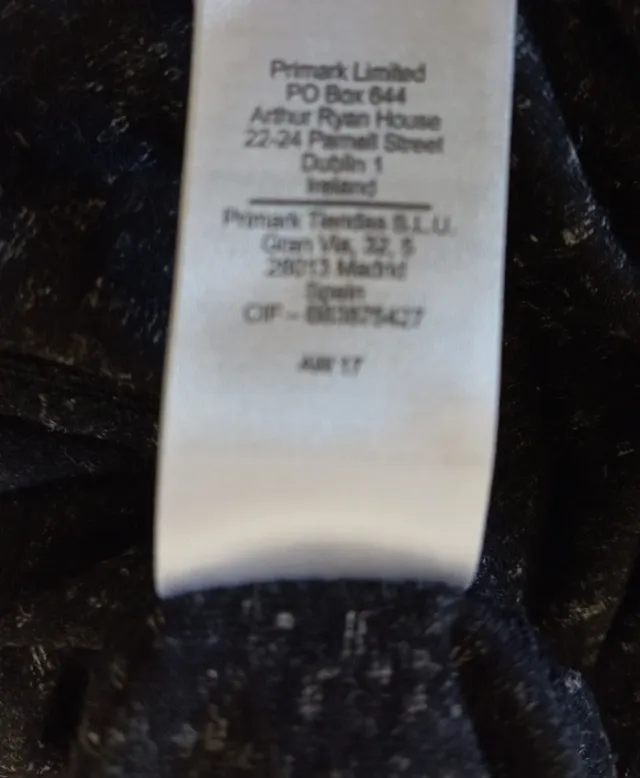 Primark Limited
PO Box 644
Arthur Ryan House
22-24 Parnell Street
Dublin 1
Ireland
Primark Tiendas S.L.U.
Gran Via, 32, 5
28013 Madrid
Spain
CIF -
AW 17